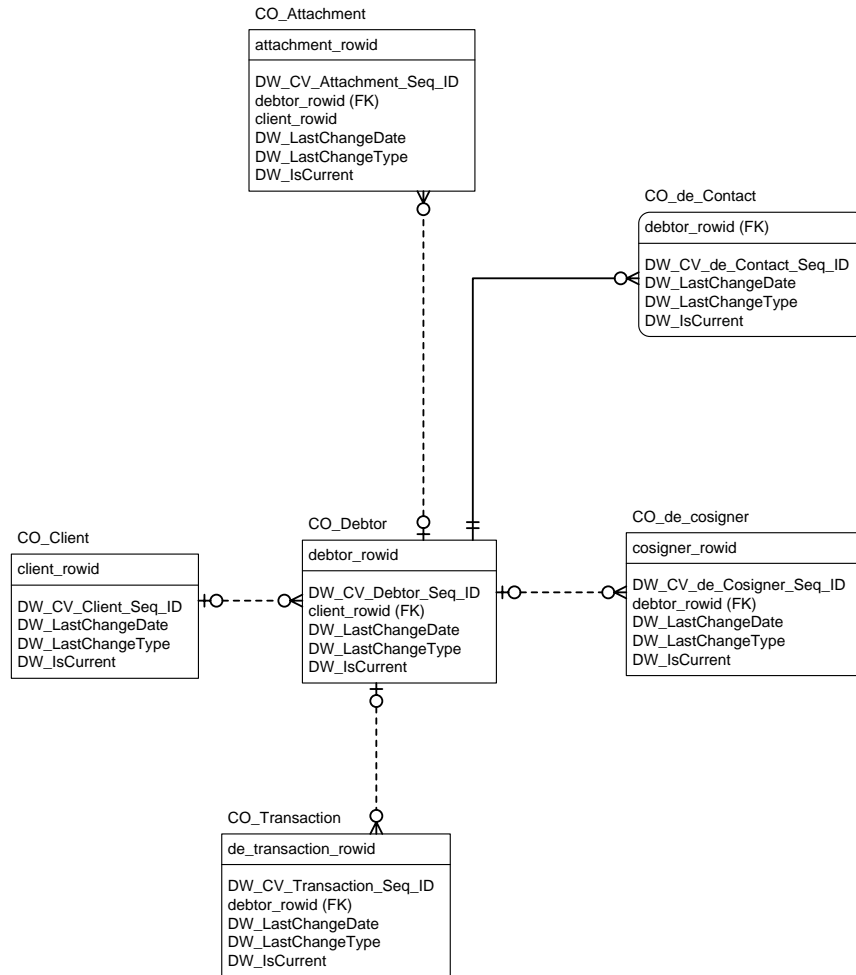 CO_Attachment
attachment_rowid
DW_CV_Attachment_Seq_ID
debtor_rowid (FK)
client_rowid
DW_LastChangeDate
DW_LastChangeType
DW_IsCurrent
CO_de_Contact
debtor_rowid (FK)
DW_CV_de_Contact_Seq_ID
DW_LastChangeDate
DW_LastChangeType
DW_IsCurrent
CO_Client
client_rowid
DW_CV_Client_Seq_ID
DW_LastChangeDate
DW_LastChangeType
DW_IsCurrent
CO_Debtor
debtor_rowid
DW_CV_Debtor_Seq_ID
client_rowid (FK)
DW_LastChangeDate
DW_LastChangeType
DW_IsCurrent
CO_de_cosigner
cosigner_rowid
DW_CV_de_Cosigner_Seq_ID
debtor_rowid (FK)
DW_LastChangeDate
DW_LastChangeType
DW_IsCurrent
CO_Transaction
de_transaction_rowid
DW_CV_Transaction_Seq_ID
debtor_rowid (FK)
DW_LastChangeDate
DW_LastChangeType
DW_IsCurrent